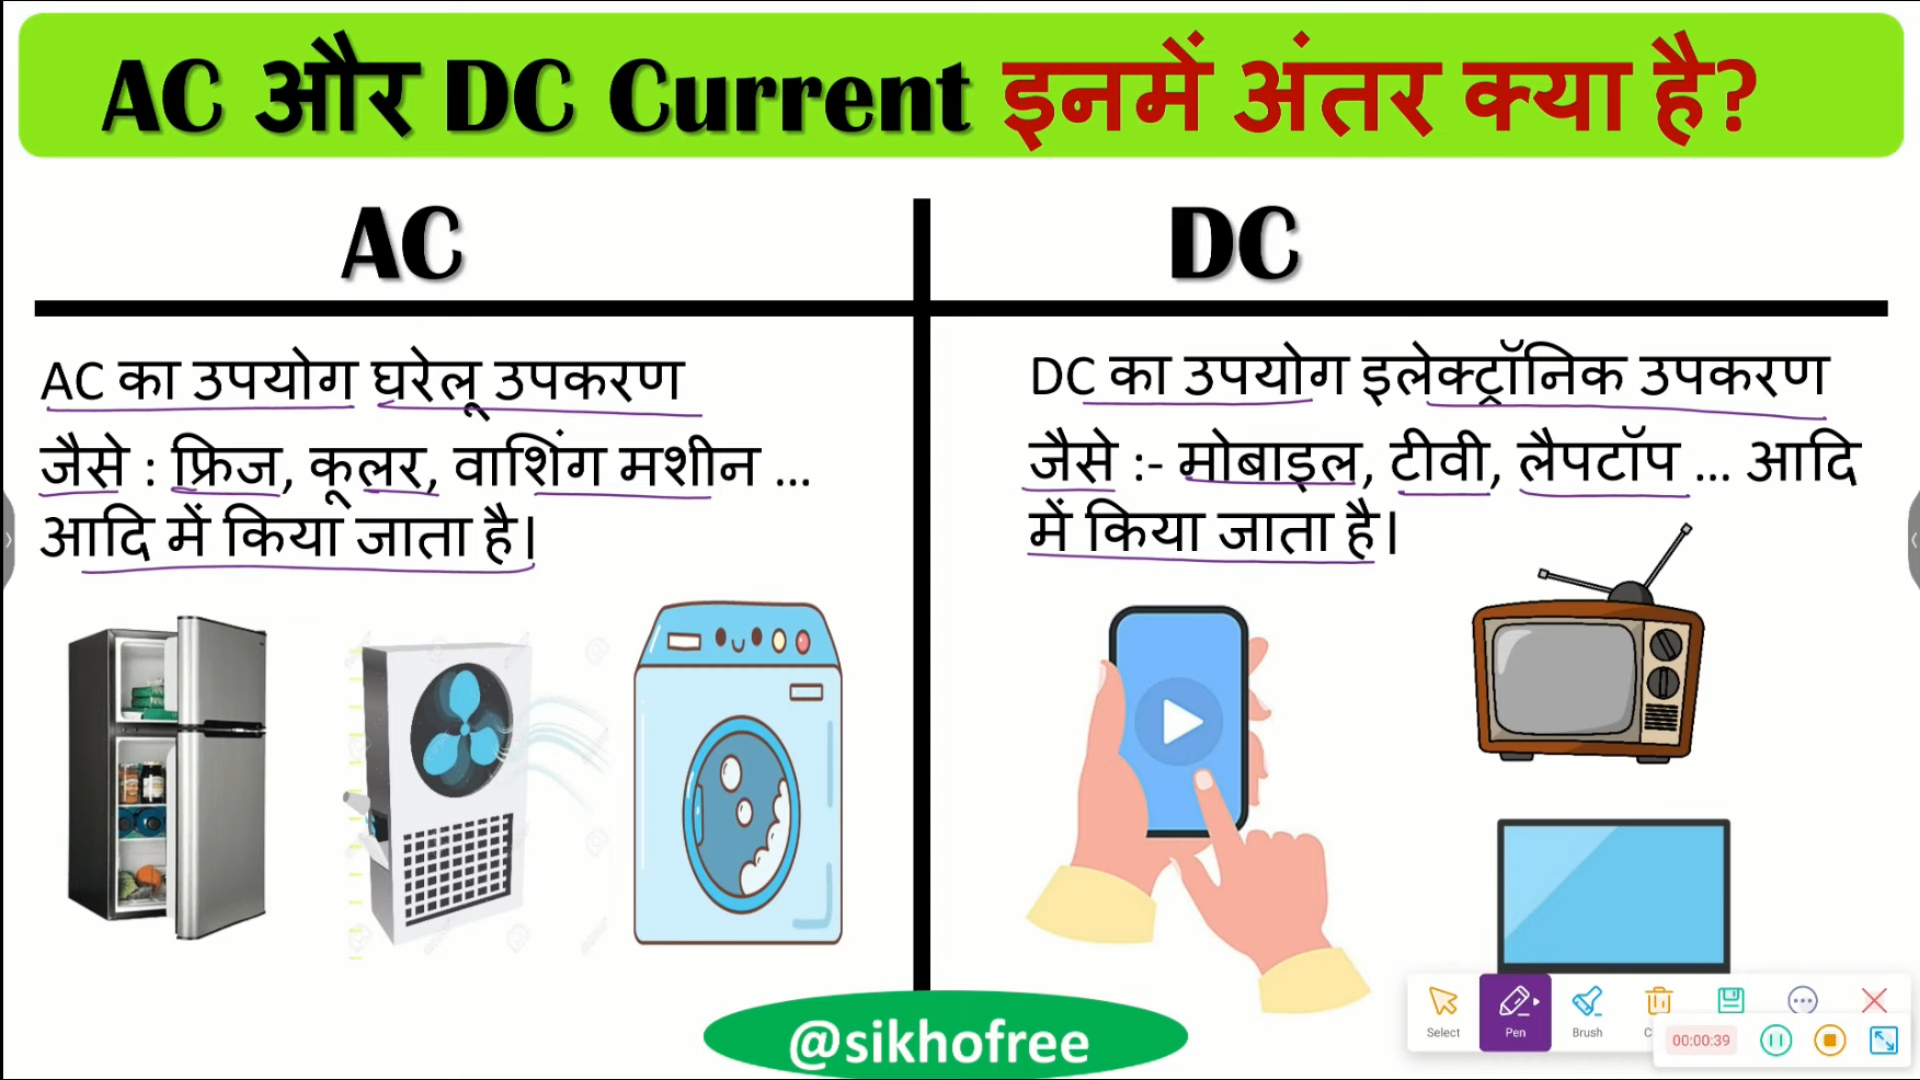 AC और DC Current इनमें अंतर क्या है?
AC
DC
AC का उपयोग घरेलू उपकरण
जैसे : फ्रिज, कूलर, वाशिंग मशीन ...
आदि में किया जाता है।
DC का उपयोग इलेक्ट्रॉनिक उपकरण
जैसे :- मोबाइल, टीवी, लैपटॉप ... आदि
में किया जाता है।
@sikhofree
Select Pen Brush
00:00:39